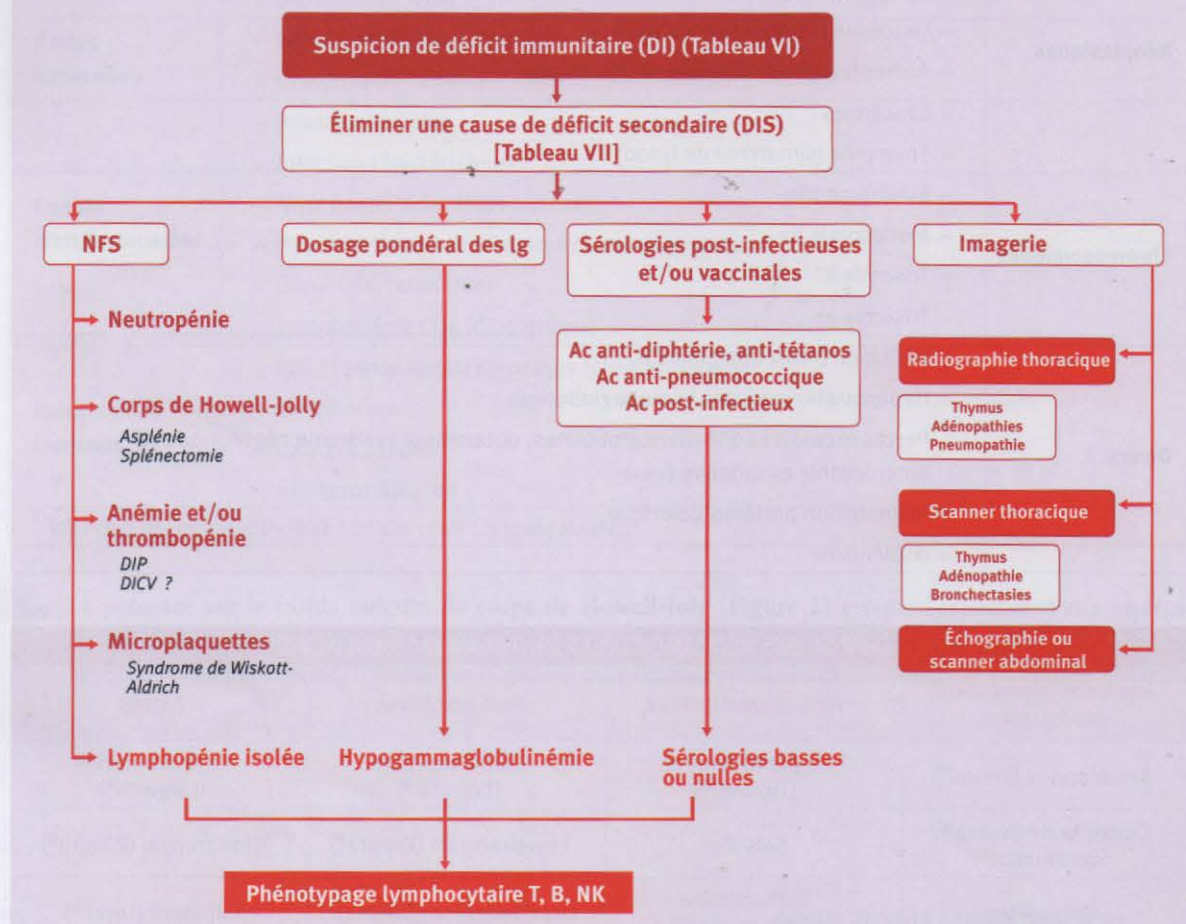 Suspicion de déficit immunitaire (DI) (Tableau VI)
Éliminer une cause de déficit secondaire (DIS)
[Tableau VII]
NFS
Neutropénie
Corps de Howell-Jolly
Asplénie
Splénectomie
Anémie et/ou
thrombopénie
DIP
DICV ?
Microplaquettes
Syndrome de Wiskott-
Aldrich
Lymphopénie isolée
Dosage pondéral des Ig
Hypogammaglobulinémie
Sérologies post-infectieuses
et/ou vaccinales
Ac anti-diphtérie, anti-tétanos
Ac anti-pneumococcique
Ac post-infectieux
Sérologies basses
ou nulles
Imagerie
Radiographie thoracique
Thymus
Adénopathies
Pneumopathie
Scanner thoracique
Thymus
Adénopathie
Bronchectasies
Échographie ou
scanner abdominal
Phénotypage lymphocytaire T, B, NK